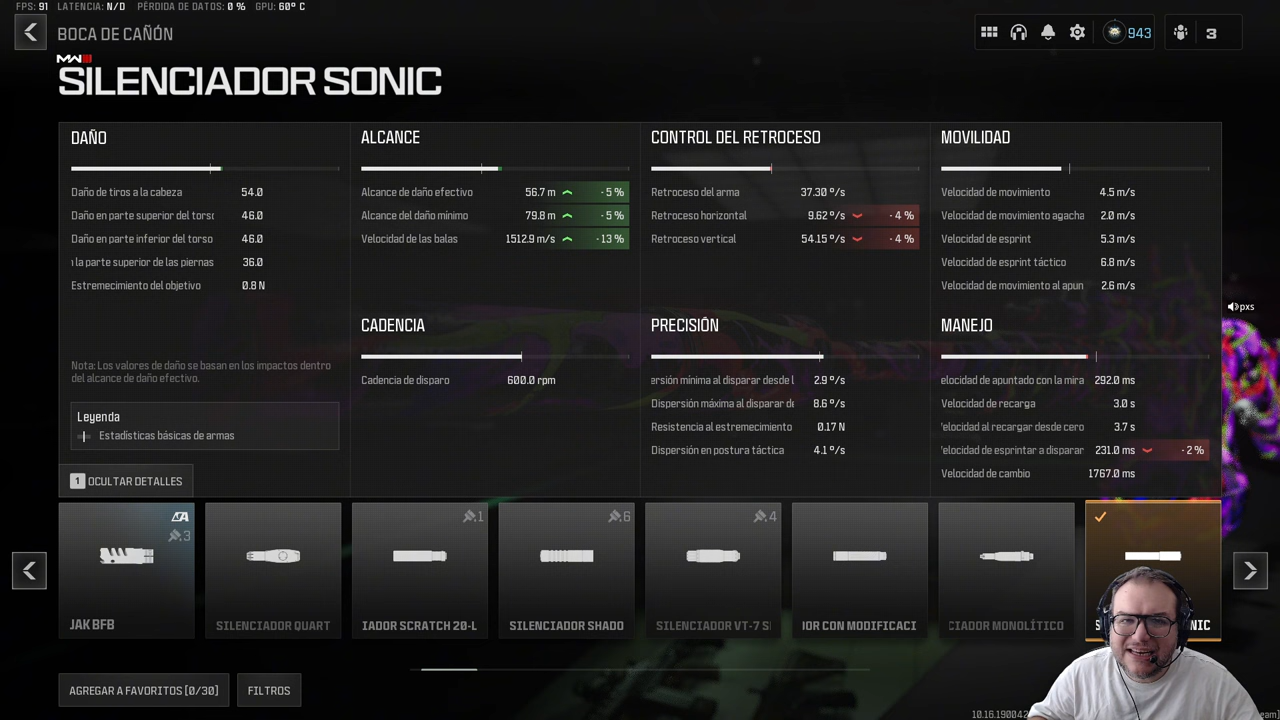 FPS: 91 LATENCIA: N/D PÉRDIDA DE DATOS: 0 % GPU: 60º C
BOCA DE CAÑÓN
943
3
MW III
SILENCIADOR SONIC
DAÑO
Daño de tiros a la cabeza 54.0
Daño en parte superior del torso 46.0
Daño en parte inferior del torso 46.0
la parte superior de las piernas 36.0
Estremecimiento del objetivo 0.8 N
Nota: Los valores de daño se basan en los impactos dentro
del alcance de daño efectivo.
Leyenda
Estadísticas básicas de armas
1 OCULTAR DETALLES
ALCANCE
Alcance de daño efectivo 56.7 m - 5 %
Alcance del daño mínimo 79.8 m - 5 %
Velocidad de las balas 1512.9 m/s - 13 %
CADENCIA
Cadencia de disparo 600.0 rpm
CONTROL DEL RETROCESO
Retroceso del arma 37.30 º/s
Retroceso horizontal 9.62 º/s - 4 %
Retroceso vertical 54.15 º/s - 4 %
PRECISIÓN
ersión mínima al disparar desde l 2.9 º/s
Dispersión máxima al disparar de 8.6 º/s
Resistencia al estremecimiento 0.17 N
Dispersión en postura táctica 4.1 º/s
MOVILIDAD
Velocidad de movimiento 4.5 m/s
Velocidad de movimiento agacha 2.0 m/s
Velocidad de esprint 5.3 m/s
Velocidad de esprint táctico 6.8 m/s
Velocidad de movimiento al apun 2.6 m/s
MANEJO
elocidad de apuntado con la mira 292.0 ms
Velocidad de recarga 3.0 s
elocidad al recargar desde cero 3.7 s
elocidad de esprintar a disparar 231.0 ms - 2 %
Velocidad de cambio 1767.0 ms
pxs
3
JAK BFB
SILENCIADOR QUART
.1
IADOR SCRATCH 20-L
.6
SILENCIADOR SHADO
.4
SILENCIADOR VT-7 S
OR CON MODIFICACI
CIADOR MONOLÍTICO
NIC
AGREGAR A FAVORITOS [0/30]
FILTROS
10.16.190042
eam]